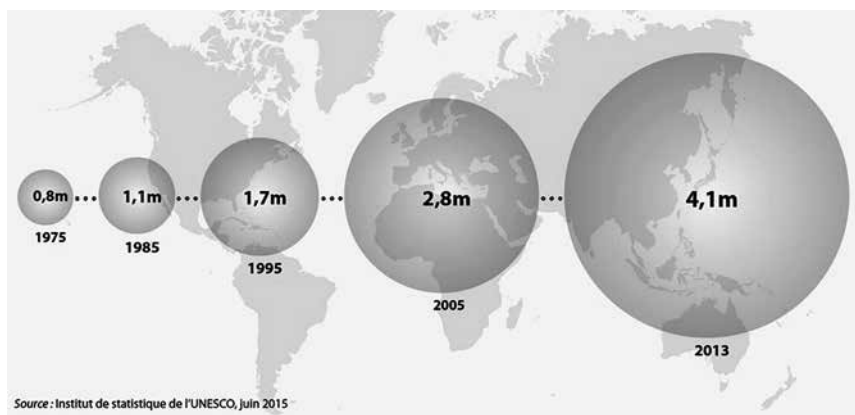 0,8m
1975
1,1m
1985
1,7m
1995
2,8m
2005
4,1m
2013
Source : Institut de statistique de l'UNESCO, juin 2015